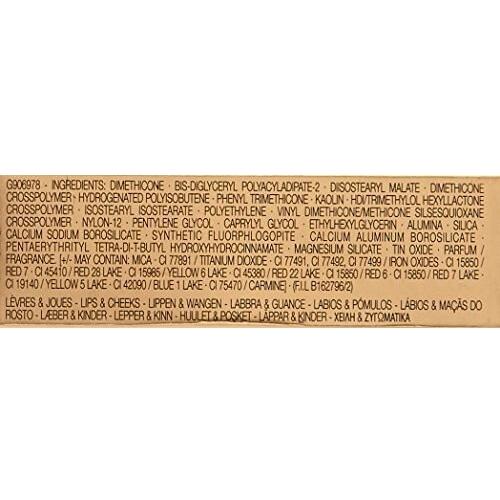 G906978 - INGREDIENTS: DIMETHICONE · BIS-DIGLYCERYL POLYACYLADIPATE-2 · DIISOSTEARYL MALATE · DIMETHICONE
CROSSPOLYMER · HYDROGENATED POLYISOBUTENE · PHENYL TRIMETHICONE · KAOLIN · HDI/TRIMETHYLOL HEXYLLACTONE
CROSSPOLYMER · ISOSTEARYL ISOSTEARATE · POLYETHYLENE · VINYL DIMETHICONE/METHICONE SILSESQUIOXANE
CROSSPOLYMER · NYLON-12 · PENTYLENE GLYCOL · CAPRYLYL GLYCOL · ETHYLHEXYLGLYCERIN · ALUMINA · SILICA ·
CALCIUM SODIUM BOROSILICATE · SYNTHETIC FLUORPHLOGOPITE · CALCIUM ALUMINUM BOROSILICATE ·
PENTAERYTHRITYL TETRA-DI-T-BUTYL HYDROXYHYDROCINNAMATE · MAGNESIUM SILICATE · TIN OXIDE · PARFUM /
FRAGRANCE. [+/- MAY CONTAIN: MICA · CI 77891 / TITANIUM DIOXIDE · CI 77491, CI 77492, CI 77499 / IRON OXIDES · CI 15850 /
RED 7 · CI 45410 / RED 28 LAKE · CI 15985 / YELLOW 6 LAKE · CI 45380 / RED 22 LAKE · CI 15850 / RED 6 · CI 15850 / RED 7 LAKE ·
CI 19140 / YELLOW 5 LAKE · CI 42090 / BLUE 1 LAKE · CI 75470 / CARMINE] · (F.I.L B162796/2)
LÈVRES & JOUES · LIPS & CHEEKS · LIPPEN & WANGEN · LABBRA & GUANCE · LABIOS & PÓMULOS · LÁBIOS & MAÇÃS DO
ROSTO · LÆBER & KINDER · LEPPER & KINN · HUULET & POSKET · LÄPPAR & KINDER · ΧΕΙΛΗ & ΖΥΓΩΜΑΤΙΚΑ